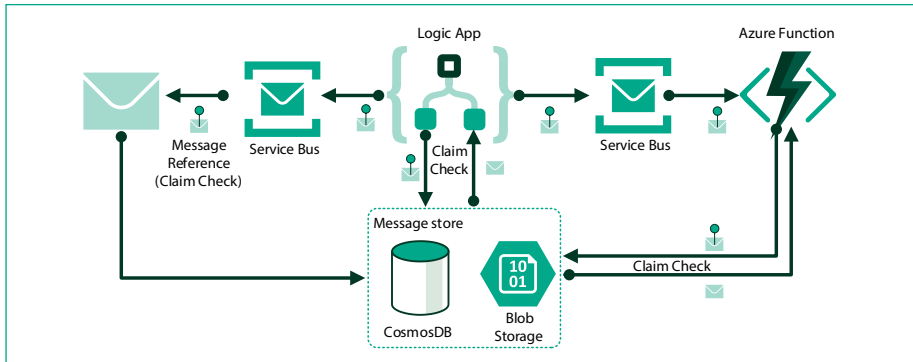 Logic App
Azure Function
Message
Reference
(Claim Check)
Service Bus
Service Bus
Claim
Check
Message store
10
01
CosmosDB
Blob
Storage
Claim Check